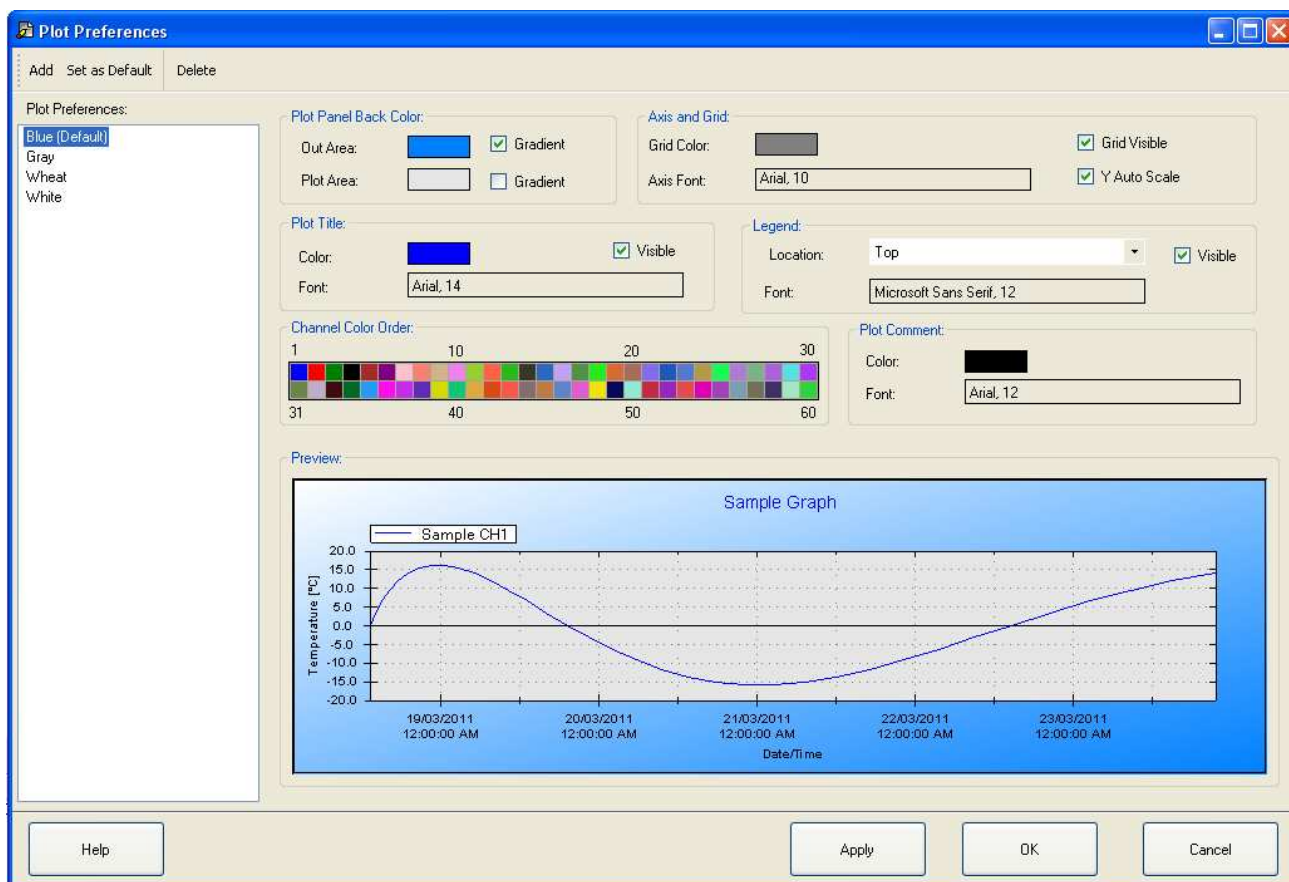 Plot Preferences
Add Set as Default Delete
Plot Preferences:
Blue (Default)
Gray
Wheat
White
Plot Panel Back Color:
Out Area:
Gradient
Plot Area:
Gradient
Axis and Grid:
Grid Color:
Grid Visible
Axis Font:
Arial, 10
Y Auto Scale
Plot Title:
Color:
Visible
Font:
Arial, 14
Legend:
Location:
Top
Visible
Font:
Microsoft Sans Serif, 12
Channel Color Order:
1 10 20 30
31 40 50 60
Plot Comment:
Color:
Font:
Arial, 12
Preview:
Sample Graph
Sample CH1
Temperature [°C]
20.0
15.0
10.0
5.0
0.0
-5.0
-10.0
-15.0
-20.0
19/03/2011 20/03/2011 21/03/2011 22/03/2011 23/03/2011
12:00:00 AM 12:00:00 AM 12:00:00 AM 12:00:00 AM 12:00:00 AM
Date/Time
Help Apply OK Cancel